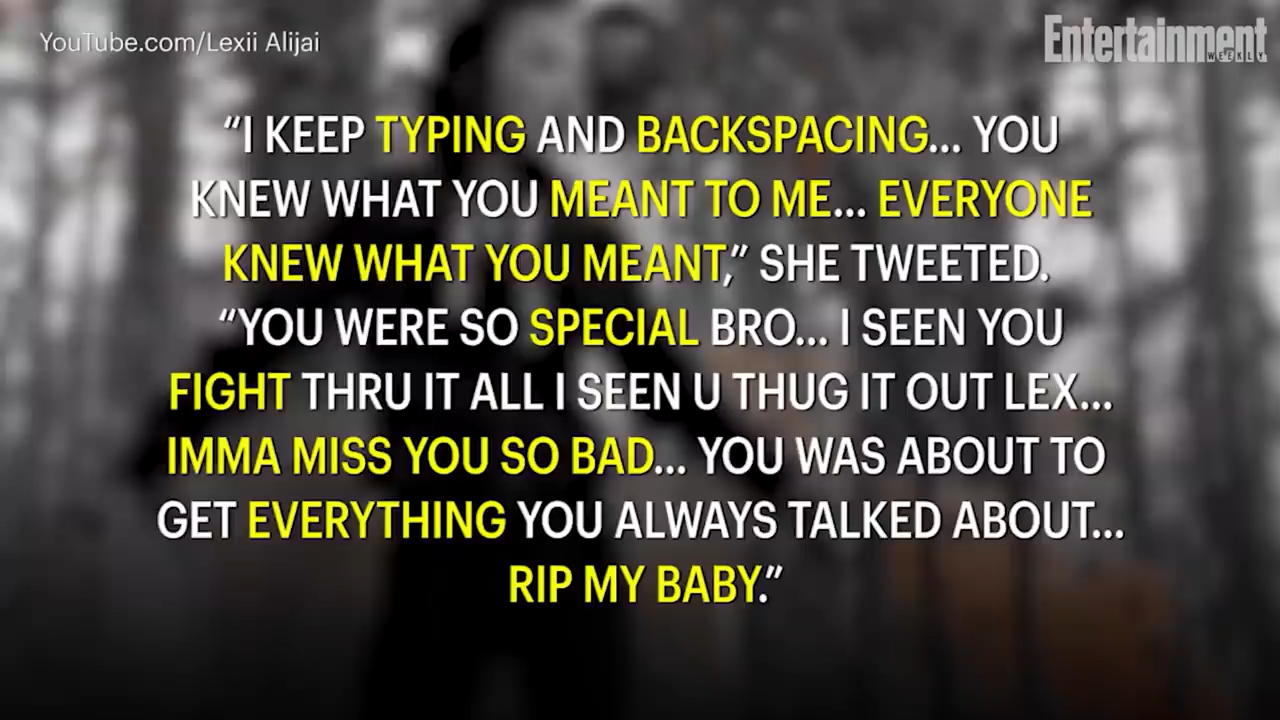 YouTube.com/Lexii Alijai
Entertainment
WEEKLY
“I KEEP TYPING AND BACKSPACING... YOU
KNEW WHAT YOU MEANT TO ME... EVERYONE
KNEW WHAT YOU MEANT,” SHE TWEETED.
“YOU WERE SO SPECIAL BRO... I SEEN YOU
FIGHT THRU IT ALL I SEEN U THUG IT OUT LEX...
IMMA MISS YOU SO BAD... YOU WAS ABOUT TO
GET EVERYTHING YOU ALWAYS TALKED ABOUT...
RIP MY BABY.”